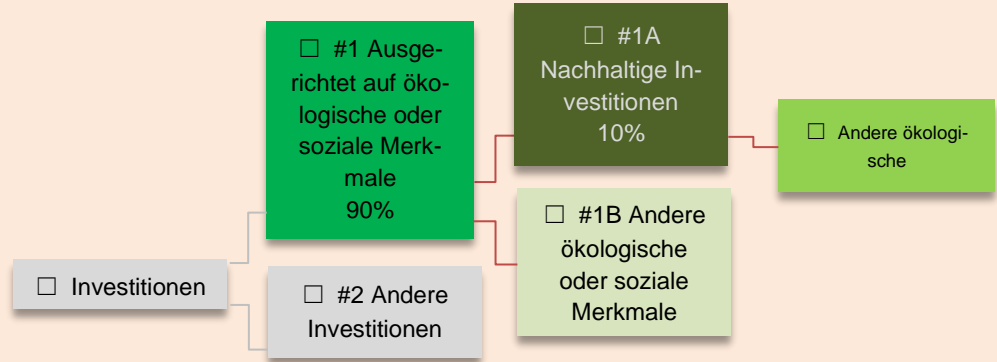 ☐ #1 Ausge-
richtet auf öko-
logische oder
soziale Merk-
male
90%
☐ #1A
Nachhaltige In-
vestitionen
10%
☐ Andere ökologi-
sche
☐ #1B Andere
ökologische
oder soziale
Merkmale
☐ Investitionen
☐ #2 Andere
Investitionen